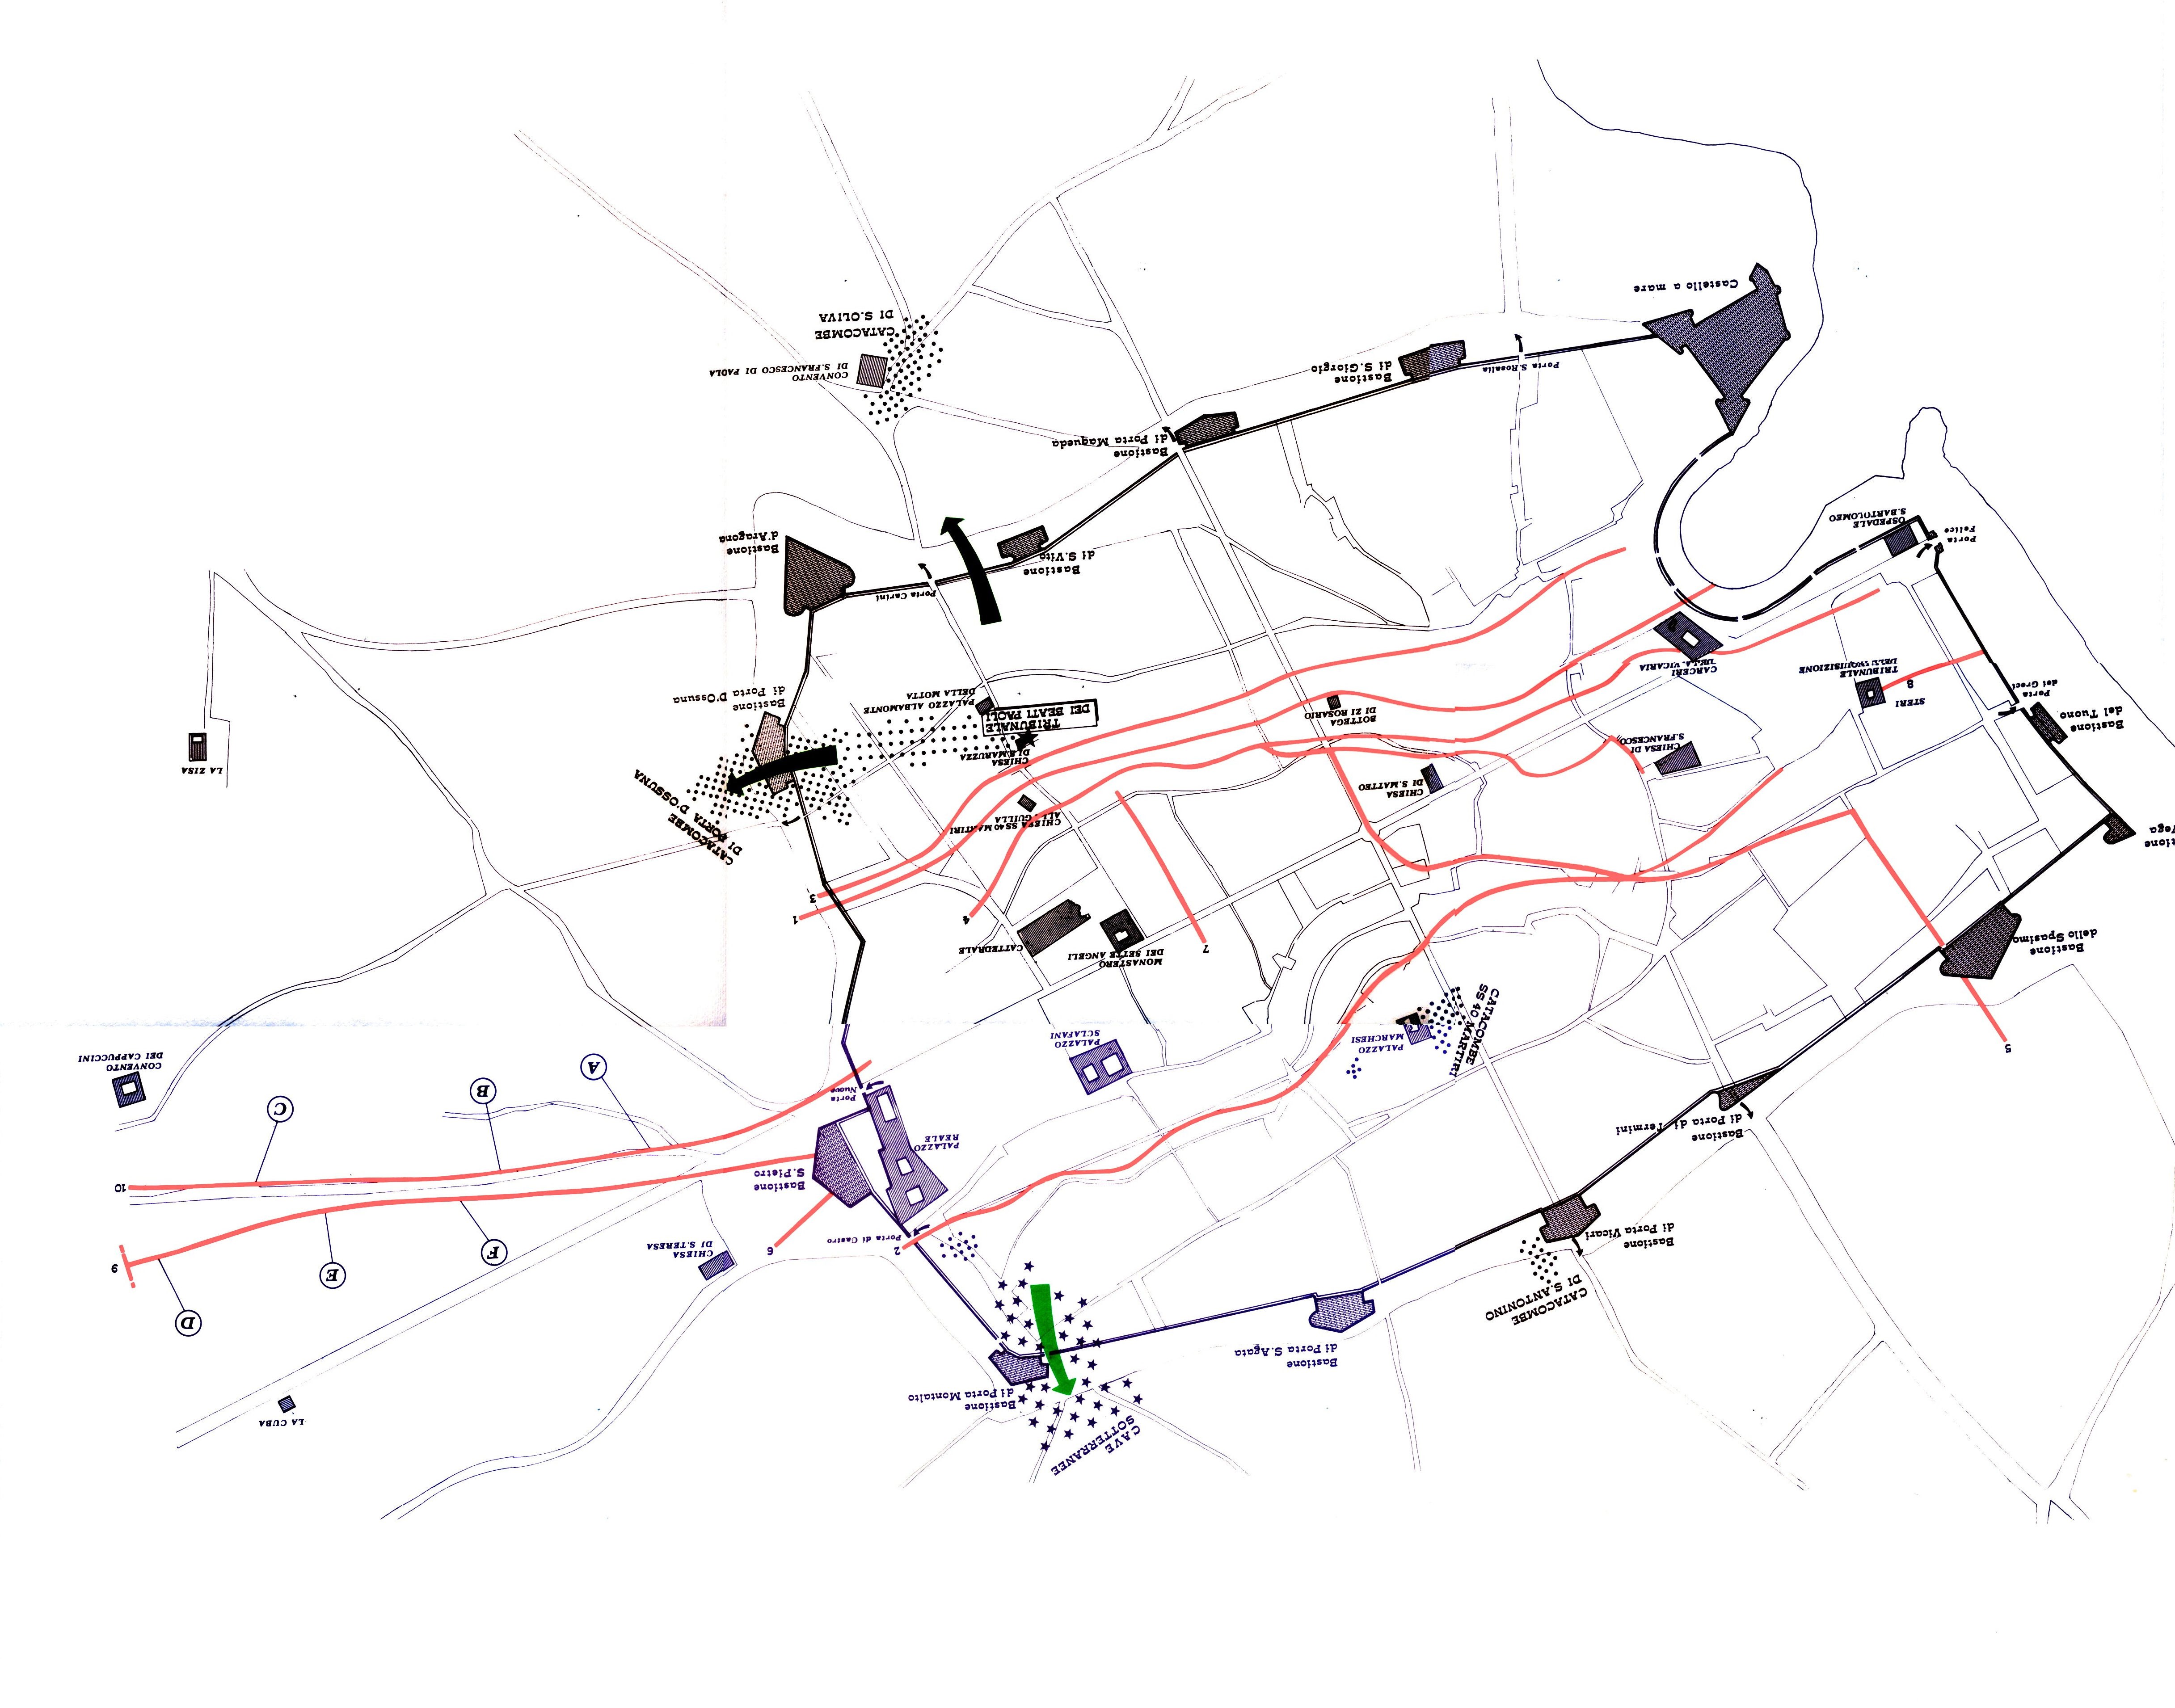 Castello a mare
CATACOMBE
DI S.OLIVA
CONVENTO
DI S.FRANCESCO DI PAOLA
Bastione
di S.Giorgio
Porta S.Rosalia
Bastione
di Porta Maqueda
Bastione
d'Aragona
Bastione
di S.Vito
Porta Carini
OSPEDALE
S.BARTOLOMEO
Porta
Felice
Bastione
di Porta D'Ossuna
PALAZZO ALBAMONTE
DELLA MOTTA
TRIBUNALE
DEI BEATI PAOLI
CHIESA
DI S.MARUZZA
BOTTEGA
DI ZI ROSARIO
CARCERI
DELLA VICARIA
TRIBUNALE
DELL'INQUISIZIONE
STERI
8
Porta
dei Greci
Bastione
del Tuono
CHIESA DI
S.FRANCESCO
CHIESA
DI S.MATTEO
LA ZISA
CATACOMBE
DI PORTA D'OSSUNA
CHIESA SS 40 MARTIRI
ALLA GUILLA
Vega
3
1
4
7
CATTEDRALE
MONASTERO
DEI SETTE ANGELI
Bastione
dello Spasimo
5
CATACOMBE
SS 40 MARTIRI
PALAZZO
MARCHESI
PALAZZO
SCLAFANI
CONVENTO
DEI CAPPUCCINI
A
B
C
10
Porta
Nuova
PALAZZO
REALE
Bastione
S.Pietro
Bastione
di Porta di Termini
Bastione
di Porta Vicari
CATACOMBE
DI S.ANTONINO
Porta di Castro
2
6
9
D
E
F
CHIESA
DI S.TERESA
Bastione
di Porta S.Agata
Bastione
di Porta Montalto
CAVE
SOTTERRANEE
LA CUBA